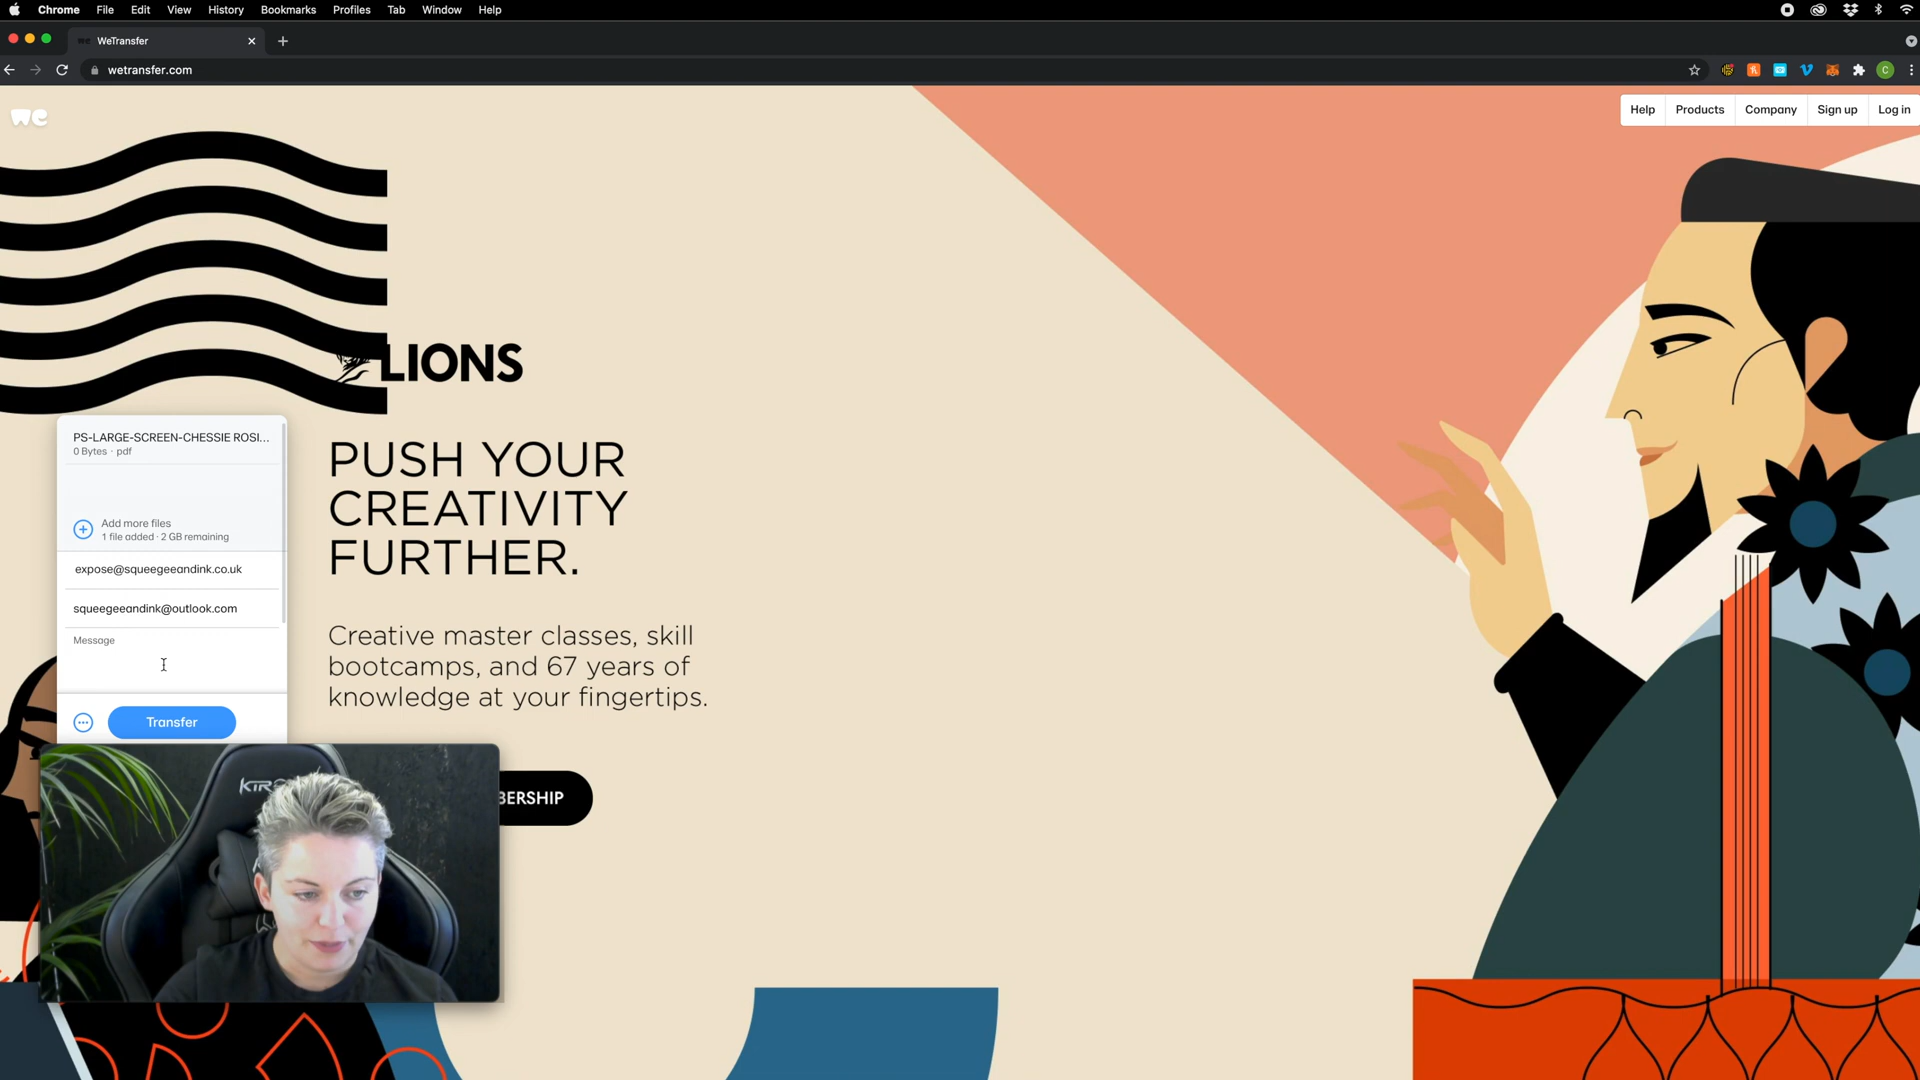 Chrome File Edit View History Bookmarks Profiles Tab Window Help
WeTransfer
wetransfer.com
C
we
Help Products Company Sign up Log in
LIONS
PUSH YOUR
CREATIVITY
FURTHER.
Creative master classes, skill
bootcamps, and 67 years of
knowledge at your fingertips.
BERSHIP
PS-LARGE-SCREEN-CHESSIE ROSI...
0 Bytes · pdf
Add more files
1 file added · 2 GB remaining
expose@squeegeeandink.co.uk
squeegeeandink@outlook.com
Message
Transfer